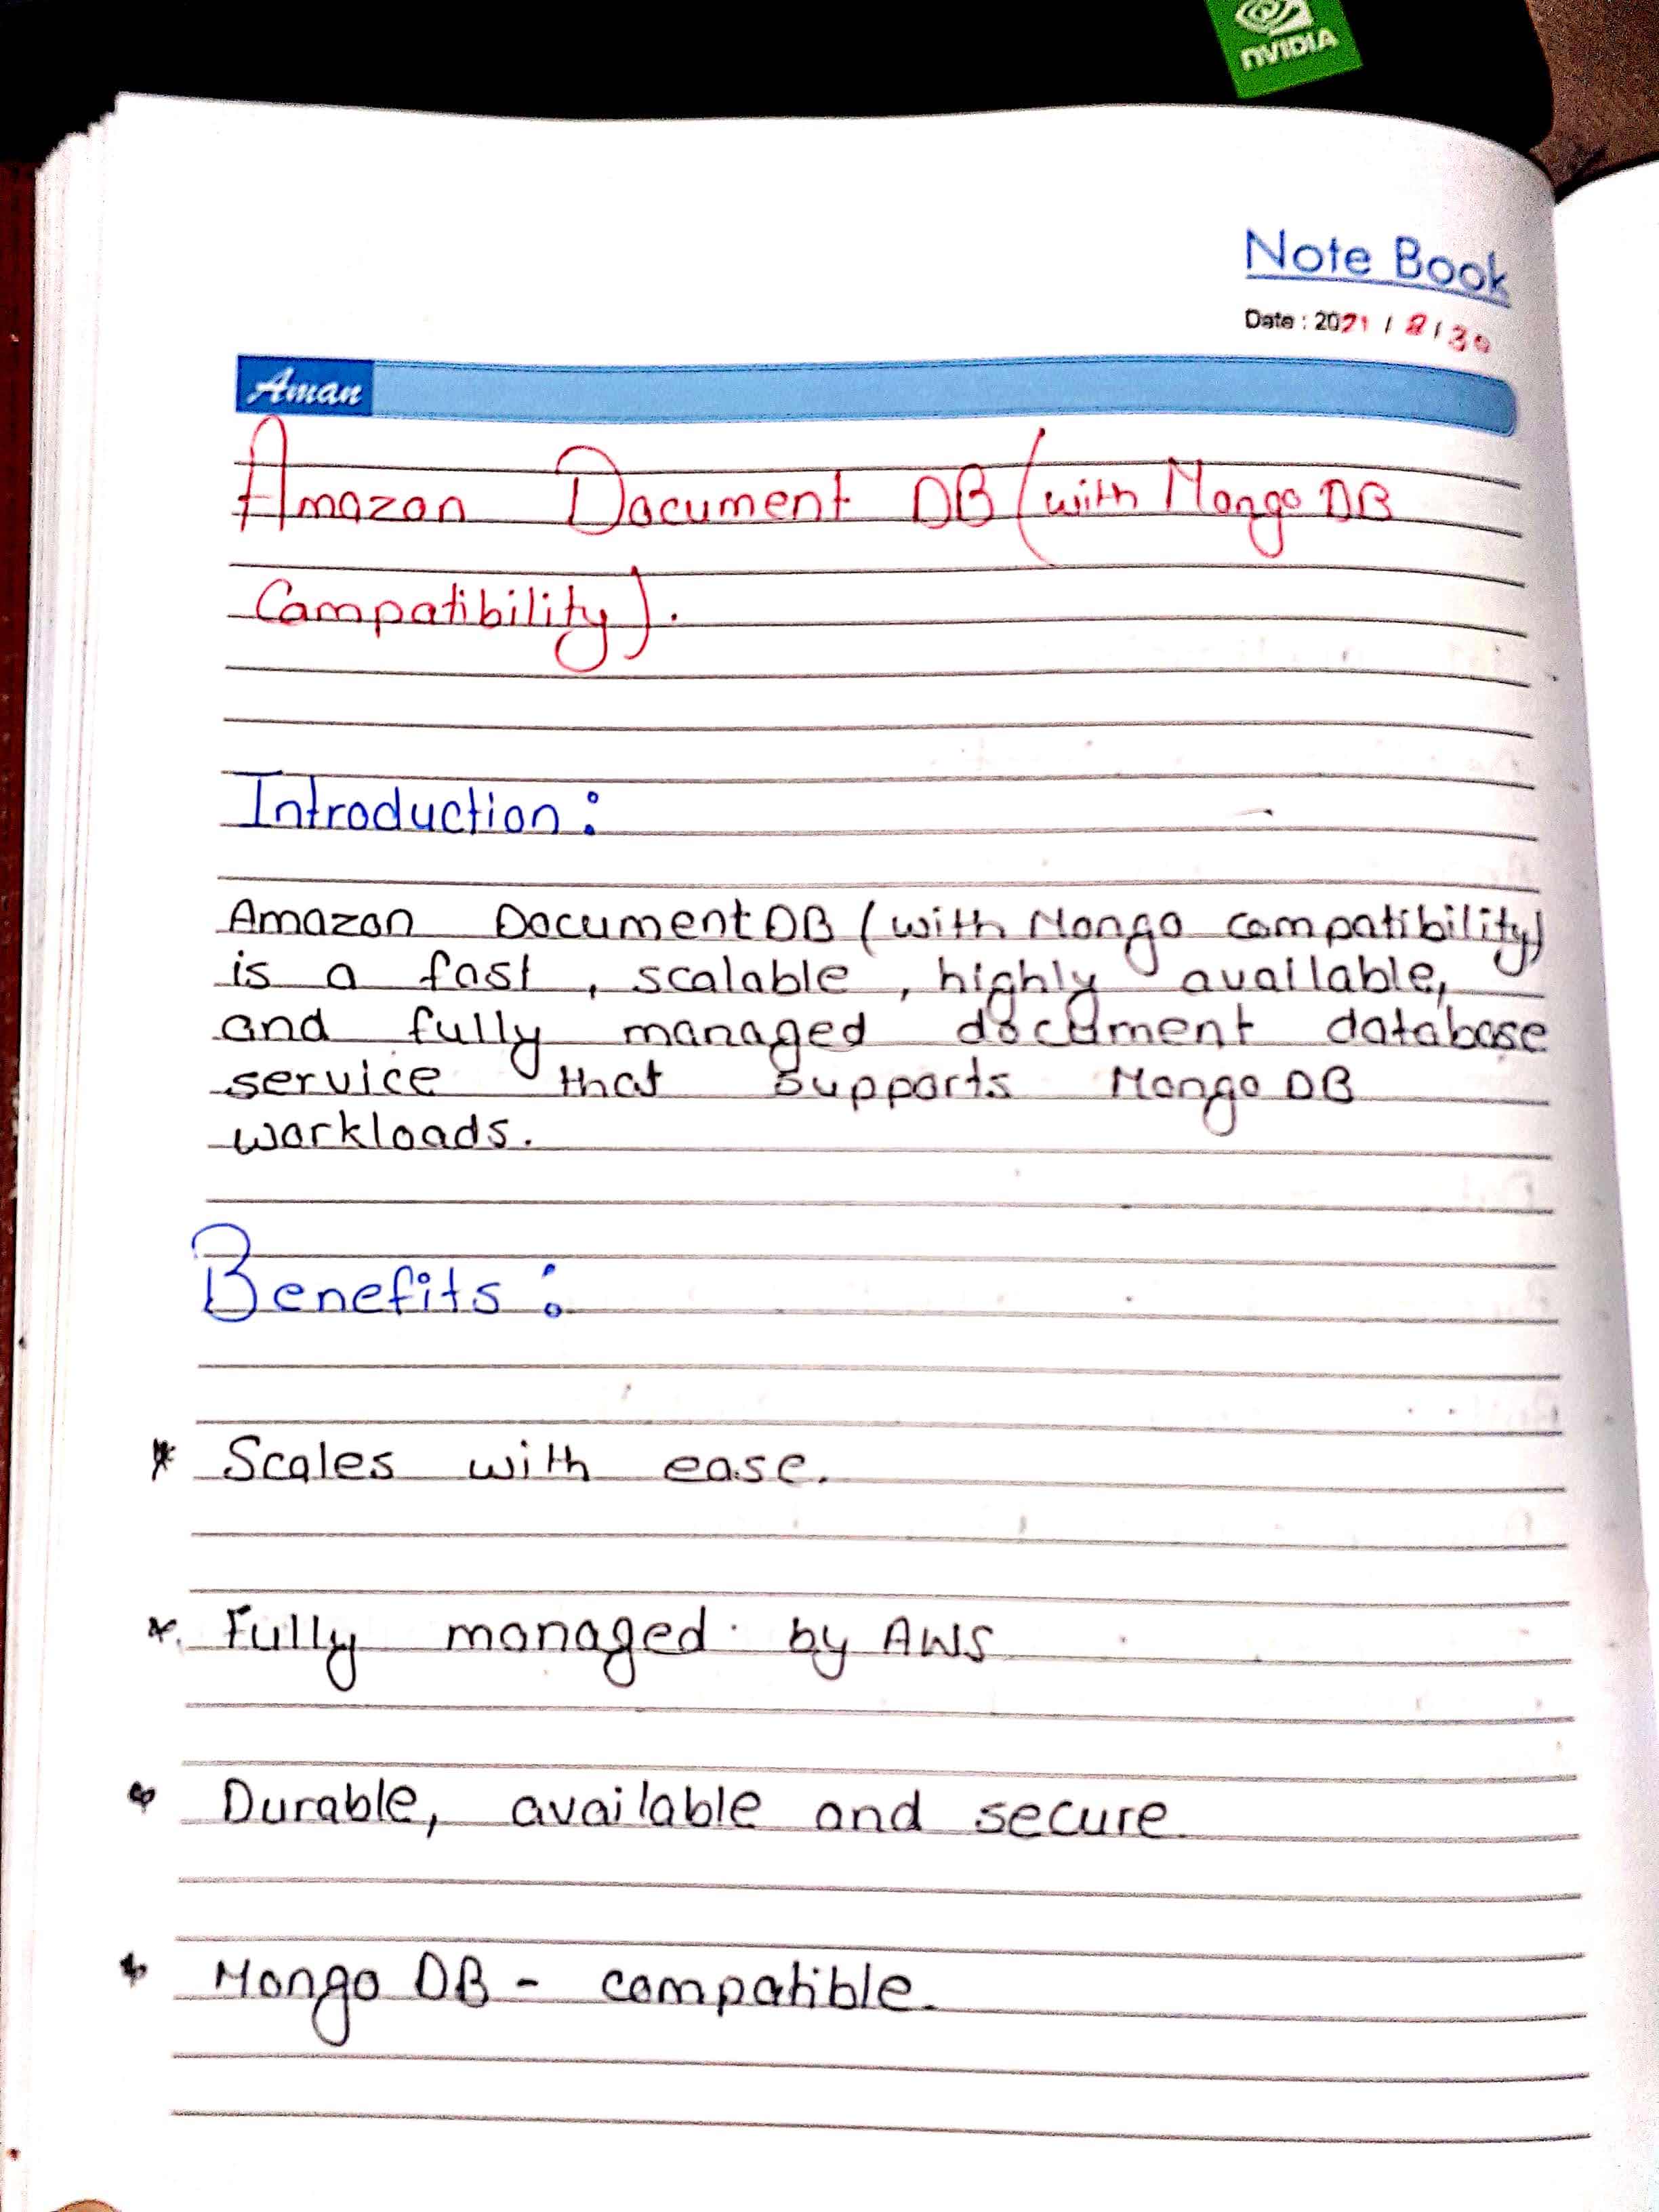 nVIDIA
Note Book
Date : 2021 / 8 / 30
Aman
Amazon Document DB (with Mongo DB
Compatibility).
Introduction :
Amazon DocumentDB (with Mongo compatibility)
is a fast, scalable, highly available,
and fully managed document database
service that supports Mongo DB
workloads.
Benefits :
* Scales with ease.
* Fully managed by AWS
* Durable, available and secure
* Mongo DB - compatible.